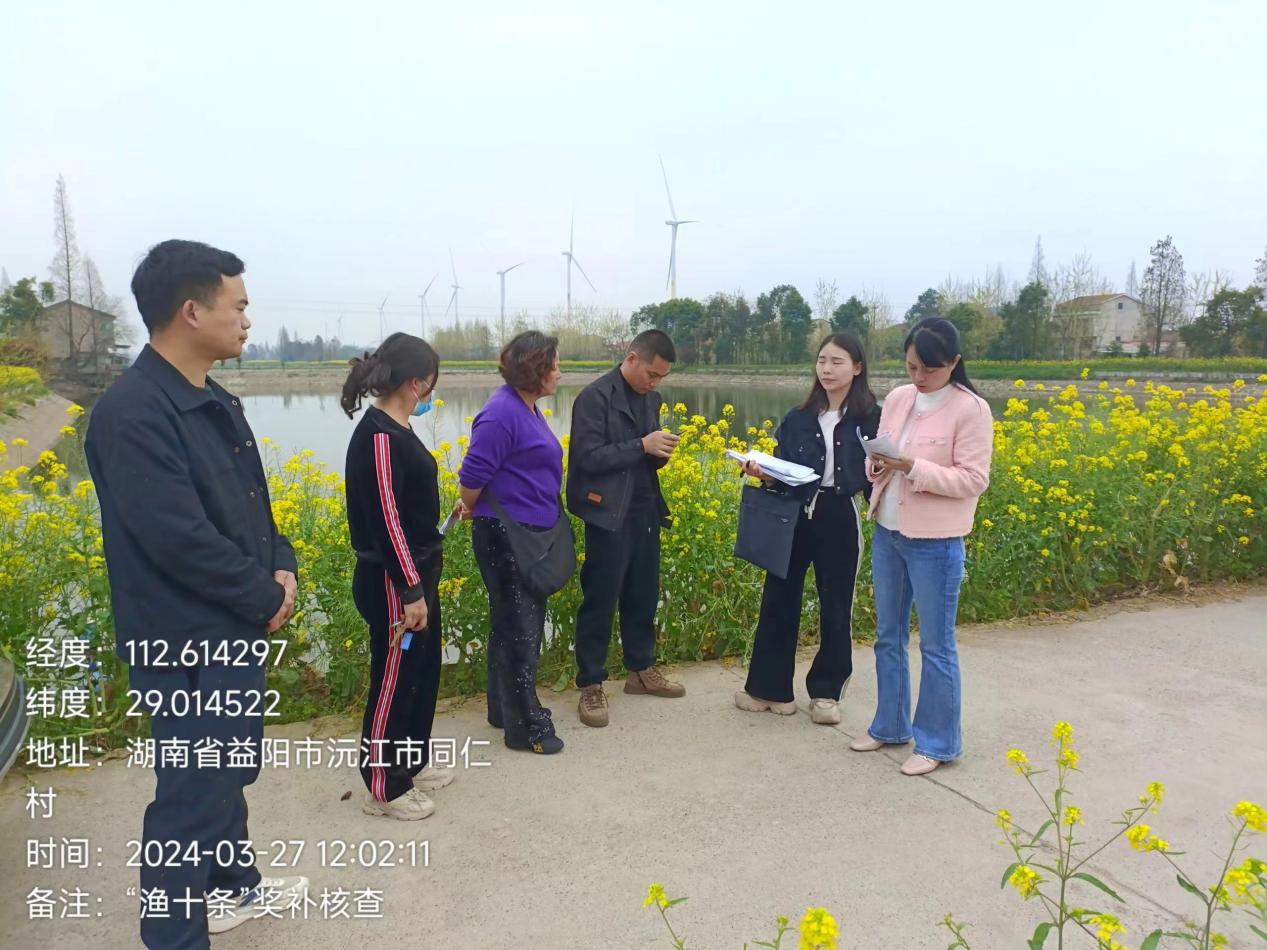 经度：112.614297
纬度：29.014522
地址：湖南省益阳市沅江市同仁
村
时间：2024-03-27 12:02:11
备注：“渔十条”奖补核查